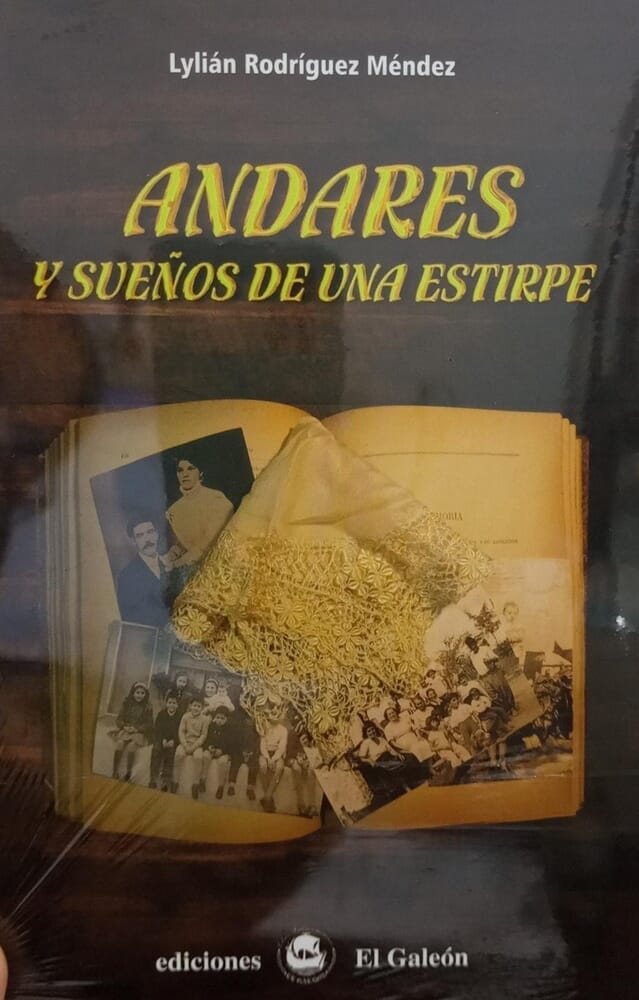 Lylián Rodríguez Méndez
ANDARES
Y SUEÑOS DE UNA ESTIRPE
ediciones El Galeón